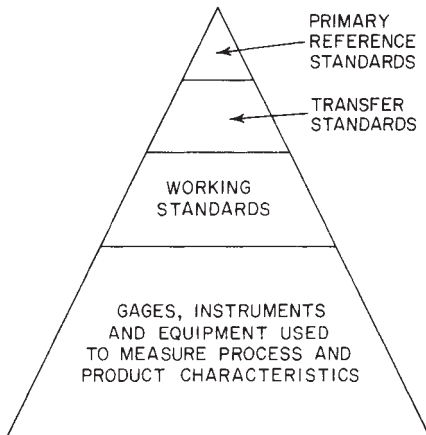 PRIMARY
REFERENCE
STANDARDS
TRANSFER
STANDARDS
WORKING
STANDARDS
GAGES, INSTRUMENTS
AND EQUIPMENT USED
TO MEASURE PROCESS AND
PRODUCT CHARACTERISTICS